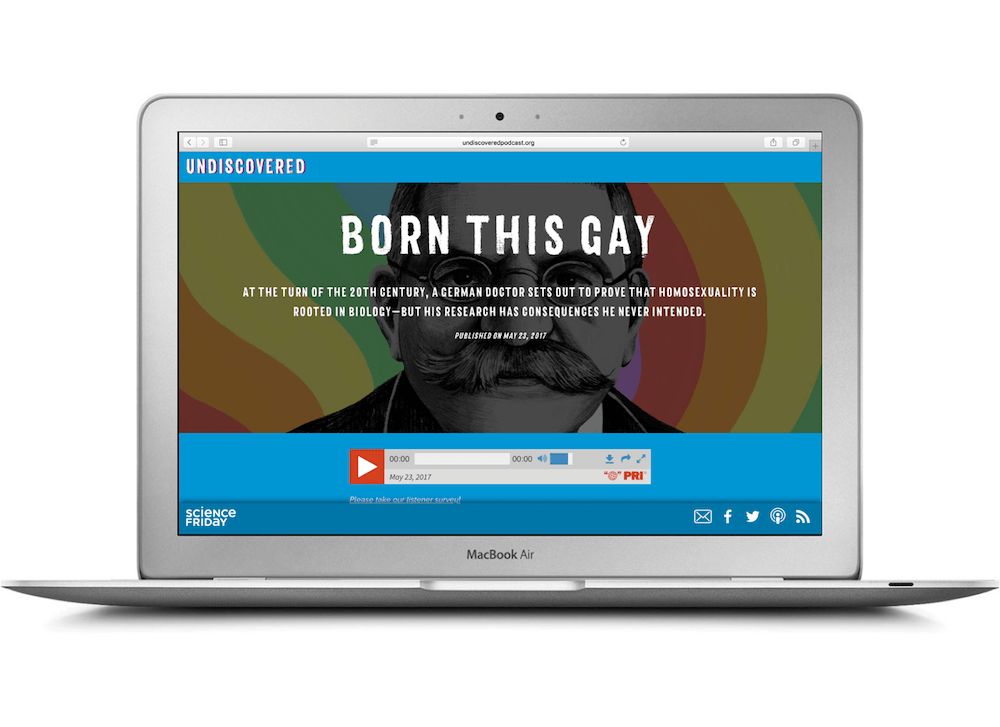 undiscoveredpodcast.org
UNDISCOVERED
BORN THIS GAY
AT THE TURN OF THE 20TH CENTURY, A GERMAN DOCTOR SETS OUT TO PROVE THAT HOMOSEXUALITY IS
ROOTED IN BIOLOGY—BUT HIS RESEARCH HAS CONSEQUENCES HE NEVER INTENDED.
PUBLISHED ON MAY 23, 2017
00:00 00:00
May 23, 2017
PRI
Please take our listener survey!
SCIENCE
FRIDAY
MacBook Air